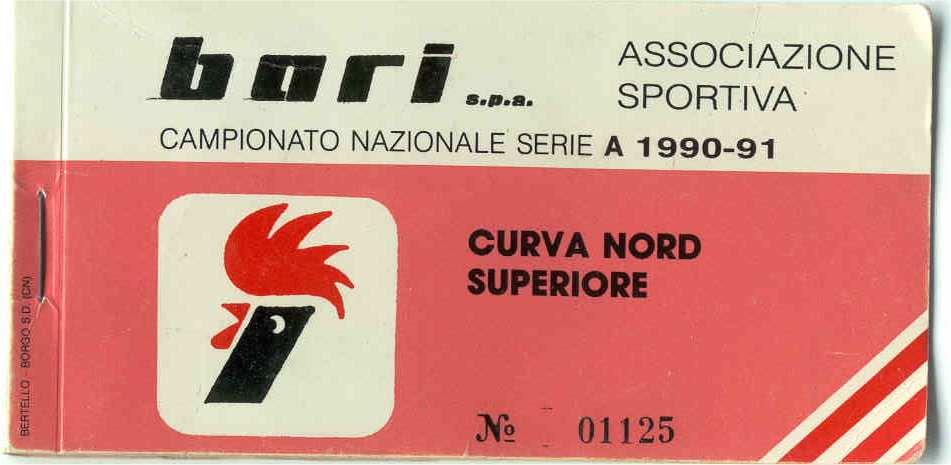 bari s.p.a.
ASSOCIAZIONE
SPORTIVA
CAMPIONATO NAZIONALE SERIE A 1990-91
CURVA NORD
SUPERIORE
№ 01125
BERTELLO - BORGO S.D. (CN)